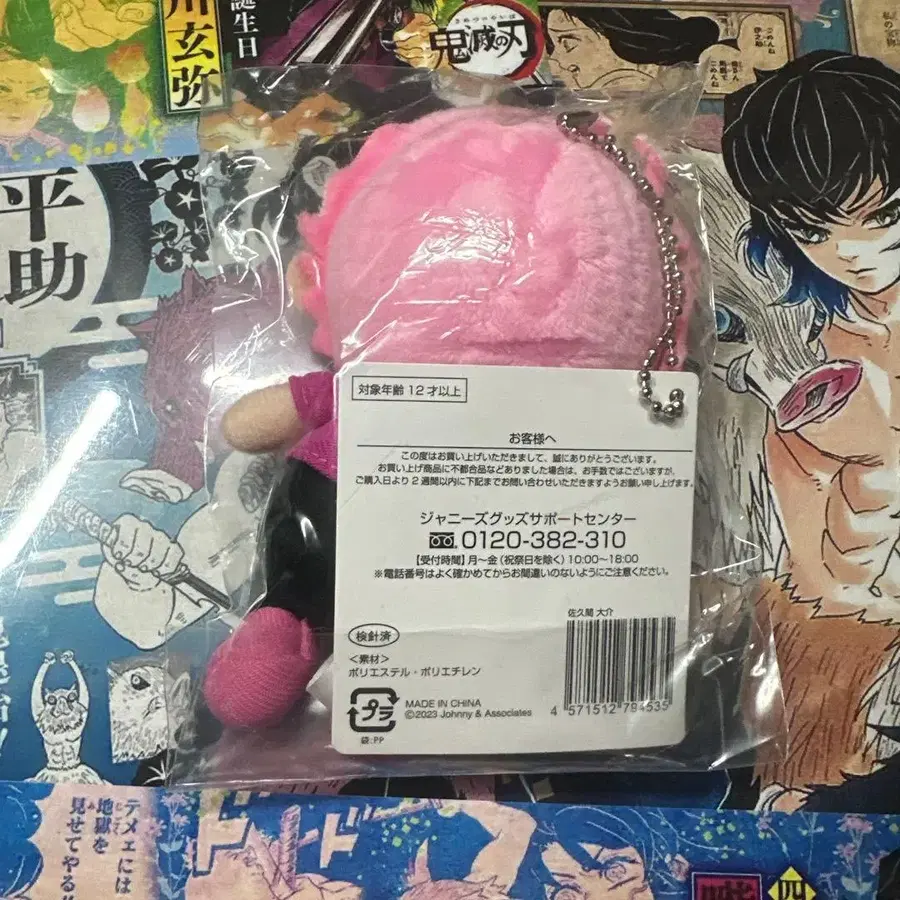 川玄弥
誕生日
きめつのやいば
鬼滅の刃
平助
対象年齢 12才以上
お客様へ
この度はお買い上げいただきまして、誠にありがとうございます。
お買い上げ商品に不都合品などありました場合は、お手数ではございますが、
ご購入日より2週間以内に下記までお問い合わせいただきますようお願い申し上げます。
ジャニーズグッズサポートセンター
0120-382-310
【受付時間】月～金(祝祭日を除く)10:00～18:00
※電話番号はよく確かめてからお間違いのないようにご注意ください。
佐久間 大介
検針済
<素材>
ポリエステル・ポリエチレン
プラ
袋:PP
MADE IN CHINA
©2023 Johnny & Associates
4 571512 794535
テメェには
地獄を
見せてやる
ドド
四